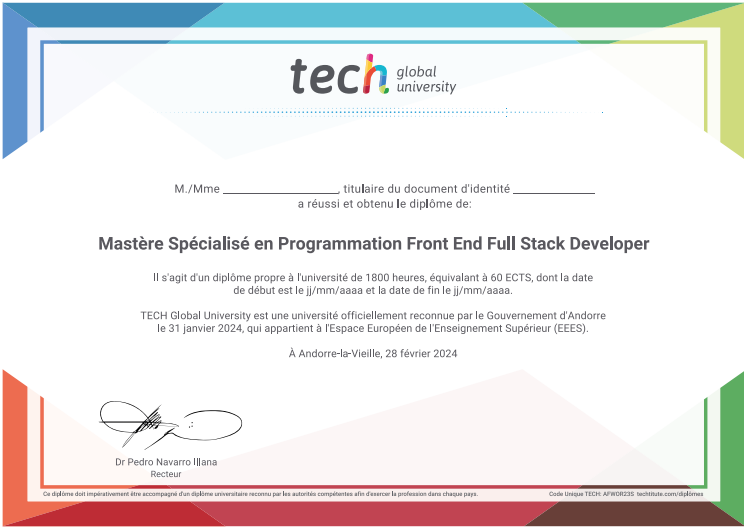 tech global
university
M./Mme ___________________, titulaire du document d'identité ______________
a réussi et obtenu le diplôme de:
Mastère Spécialisé en Programmation Front End Full Stack Developer
Il s'agit d'un diplôme propre à l'université de 1800 heures, équivalant à 60 ECTS, dont la date
de début est le jj/mm/aaaa et la date de fin le jj/mm/aaaa.
TECH Global University est une université officiellement reconnue par le Gouvernement d'Andorre
le 31 janvier 2024, qui appartient à l'Espace Européen de l'Enseignement Supérieur (EEES).
À Andorre-la-Vieille, 28 février 2024
Dr Pedro Navarro Illana
Recteur
Ce diplôme doit impérativement être accompagné d'un diplôme universitaire reconnu par les autorités compétentes afin d'exercer la profession dans chaque pays.
Code Unique TECH: AFWOR23S techtitute.com/diplômes